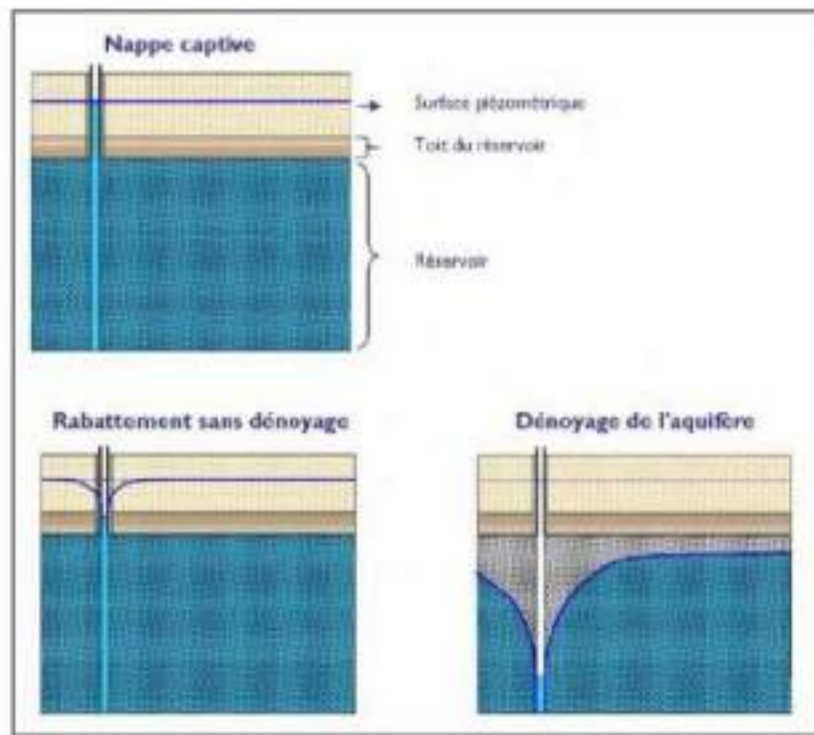 Nappe captive
Surface piézométrique
Toit du réservoir
Réservoir
Rabattement sans dénoyage
Dénoyage de l'aquifère